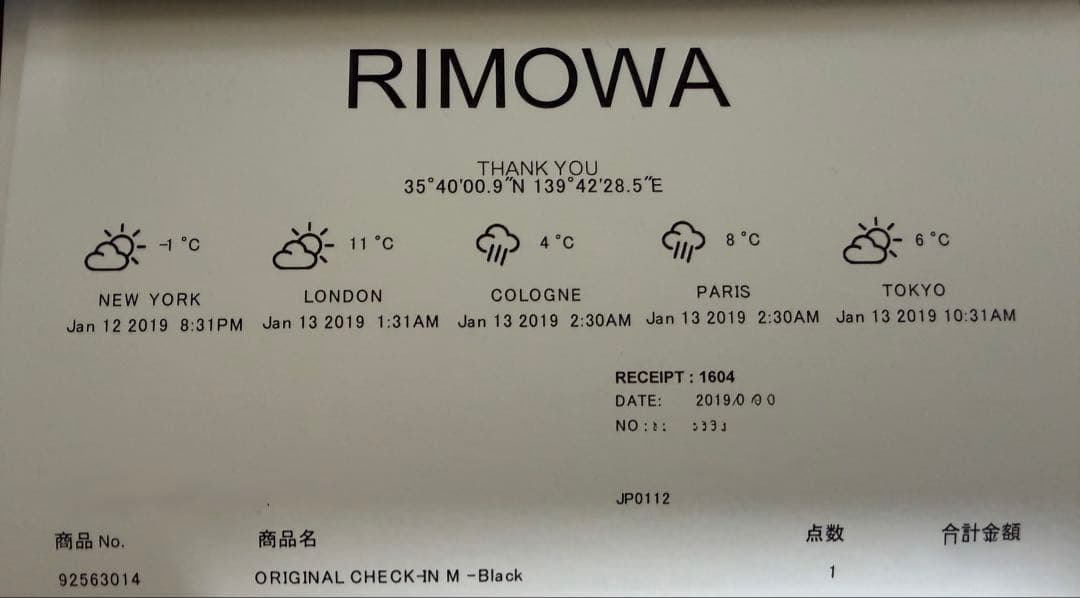 RIMOWA
THANK YOU
35°40'00.9"N 139°42'28.5"E
-1 °C 11 °C 4 °C 8 °C 6 °C
NEW YORK LONDON COLOGNE PARIS TOKYO
Jan 12 2019 8:31PM Jan 13 2019 1:31AM Jan 13 2019 2:30AM Jan 13 2019 2:30AM Jan 13 2019 10:31AM
RECEIPT : 1604
DATE:
NO :
JP0112
商品 No. 商品名 点数 合計金額
92563014 ORIGINAL CHECK-IN M -Black 1